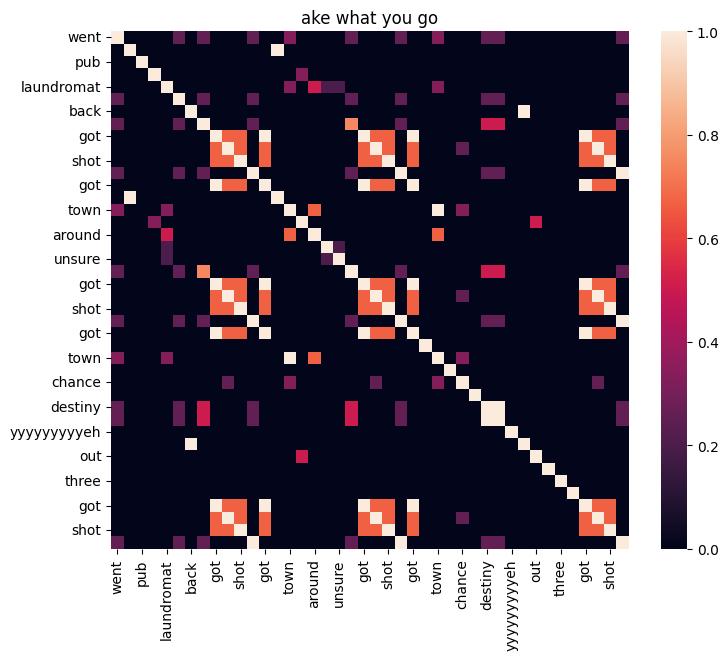 ake what you go
went
pub
laundromat
back
got
shot
got
town
around
unsure
got
shot
got
town
chance
destiny
yyyyyyyyyeh
out
three
got
shot
1.0
0.8
0.6
0.4
0.2
0.0
went
pub
laundromat
back
got
shot
got
town
around
unsure
got
shot
got
town
chance
destiny
yyyyyyyyyeh
out
three
got
shot